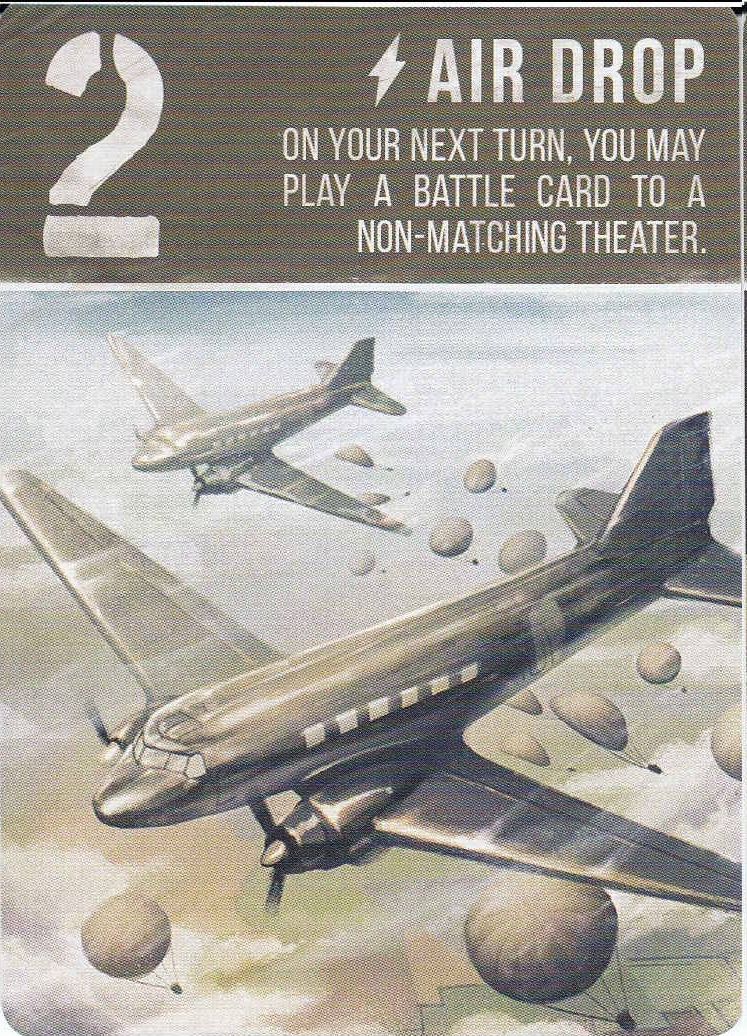 2
AIR DROP
ON YOUR NEXT TURN, YOU MAY
PLAY A BATTLE CARD TO A
NON-MATCHING THEATER.